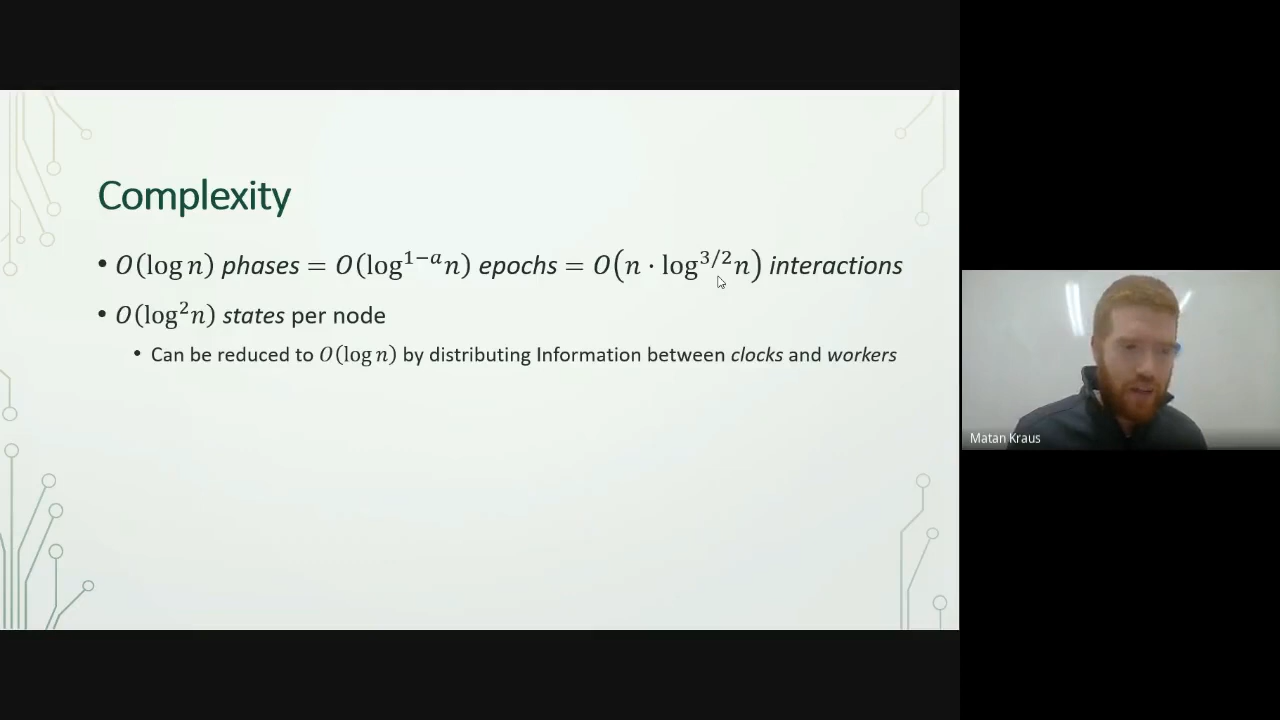 Complexity
• O(log n) phases = O(log^{1−a} n) epochs = O(n · log^{3/2} n) interactions
• O(log² n) states per node
• Can be reduced to O(log n) by distributing Information between clocks and workers
Matan Kraus